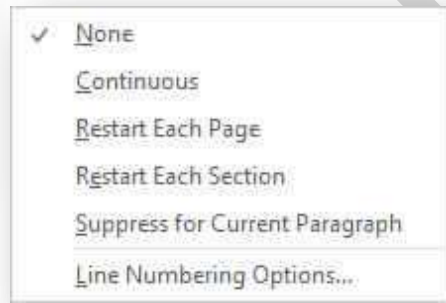 None
Continuous
Restart Each Page
Restart Each Section
Suppress for Current Paragraph
Line Numbering Options...